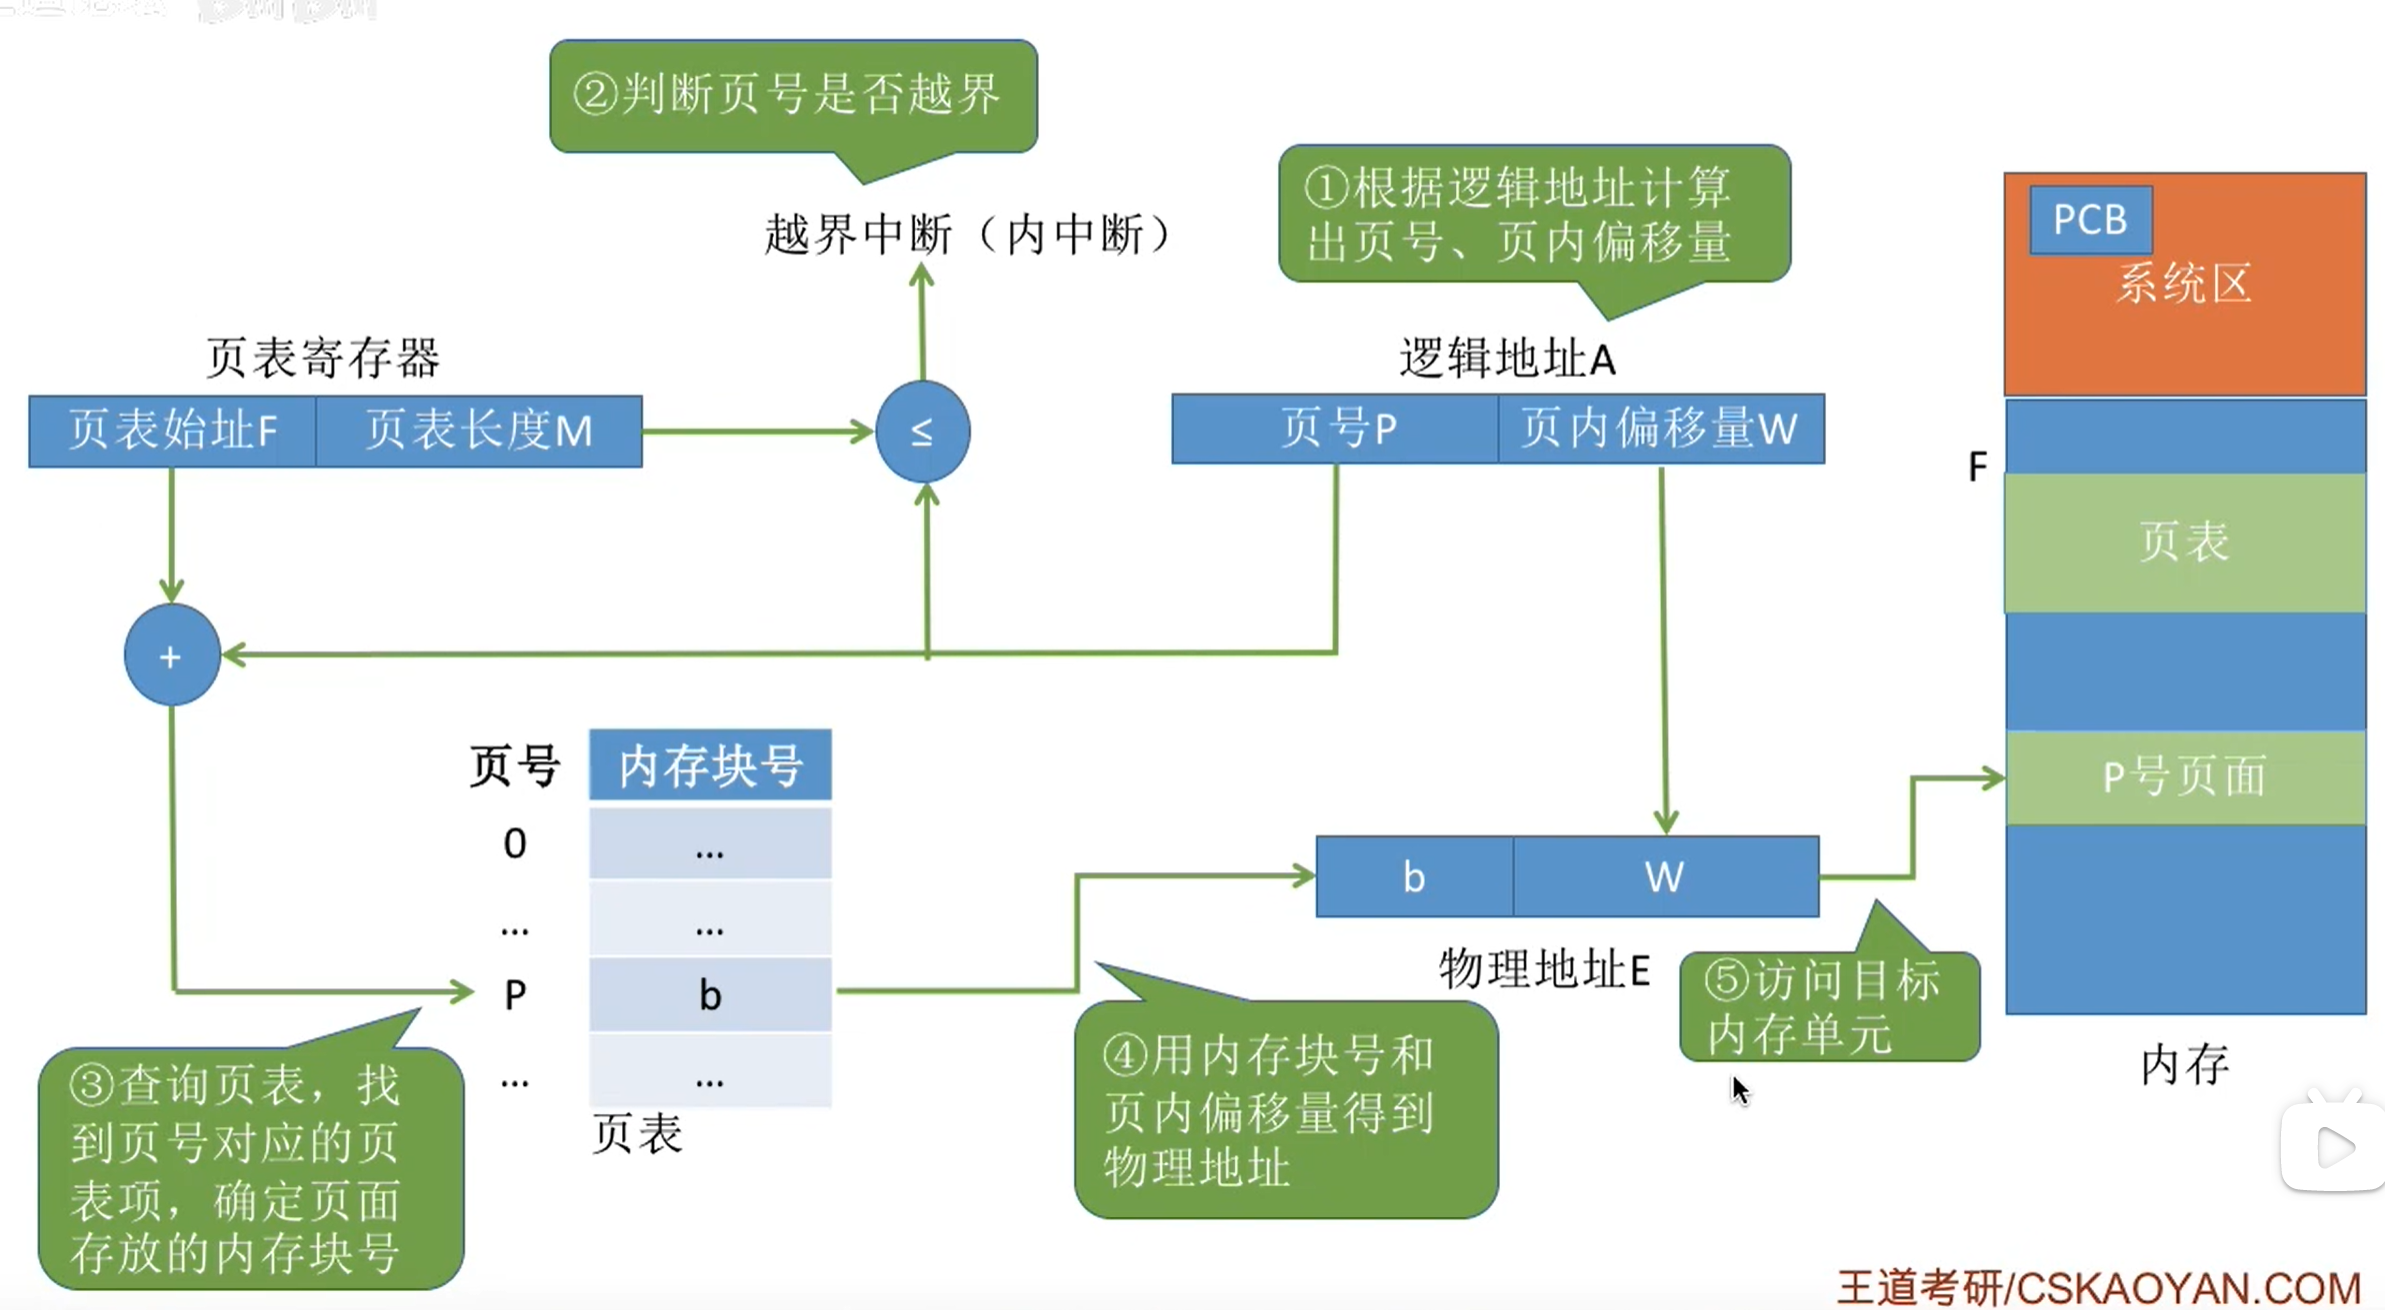 ②判断页号是否越界
①根据逻辑地址计算
出页号、页内偏移量
越界中断（内中断）
页表寄存器
页表始址F
页表长度M
≤
逻辑地址A
页号P
页内偏移量W
PCB
系统区
F
页表
P号页面
内存
+
页号
内存块号
0
...
...
...
P
b
...
...
页表
b
W
物理地址E
③查询页表，找
到页号对应的页
表项，确定页面
存放的内存块号
④用内存块号和
页内偏移量得到
物理地址
⑤访问目标
内存单元
王道考研/CSKAOYAN.COM